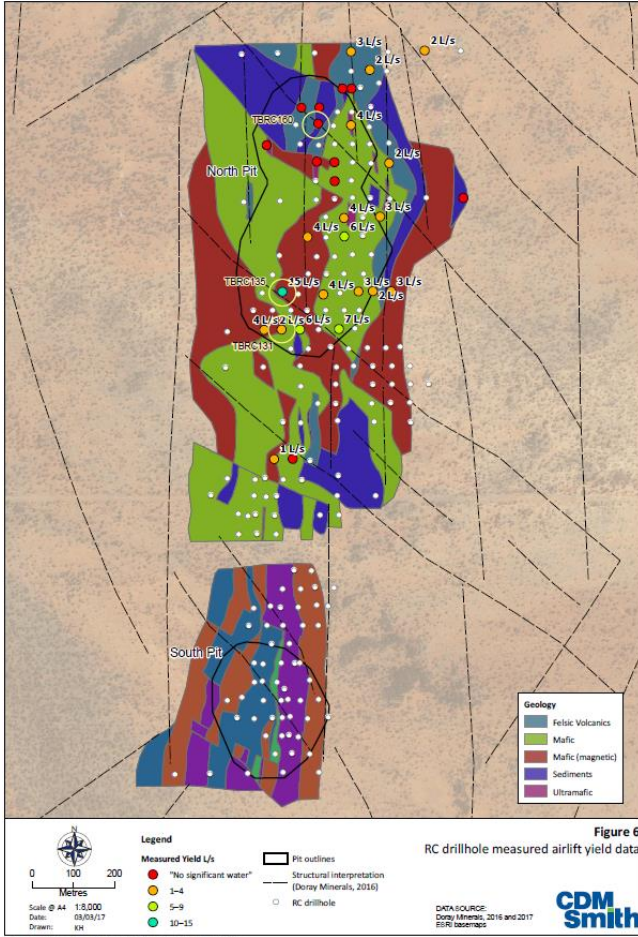 3 L/s
2 L/s
2 L/s
TBRC160
4 L/s
2 L/s
North Pit
4 L/s
3 L/s
4 L/s
6 L/s
TBRC135
15 L/s
4 L/s
3 L/s
3 L/s
2 L/s
4 L/s
2 L/s
6 L/s
7 L/s
TBRC131
1 L/s
South Pit
Geology
Felsic Volcanics
Mafic
Mafic (magnetic)
Sediments
Ultramafic
Figure 6
RC drillhole measured airlift yield data
N
0 100 200
Metres
Scale @ A4 1:8,000
Date: 03/03/17
Drawn: KH
Legend
Measured Yield L/s
"No significant water"
1–4
5–9
10–15
Pit outlines
Structural interpretation
(Doray Minerals, 2016)
RC drillhole
DATA SOURCE:
Doray Minerals, 2016 and 2017
ESRI basemaps
CDM
Smith